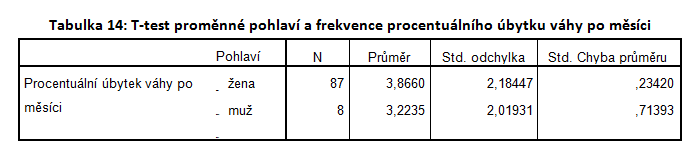 Tabulka 14: T-test proměnné pohlaví a frekvence procentuálního úbytku váhy po měsíci
Pohlaví N Průměr Std. odchylka Std. Chyba průměru
Procentuální úbytek váhy po měsíci - žena 87 3,8660 2,18447 ,23420
- muž 8 3,2235 2,01931 ,71393
-